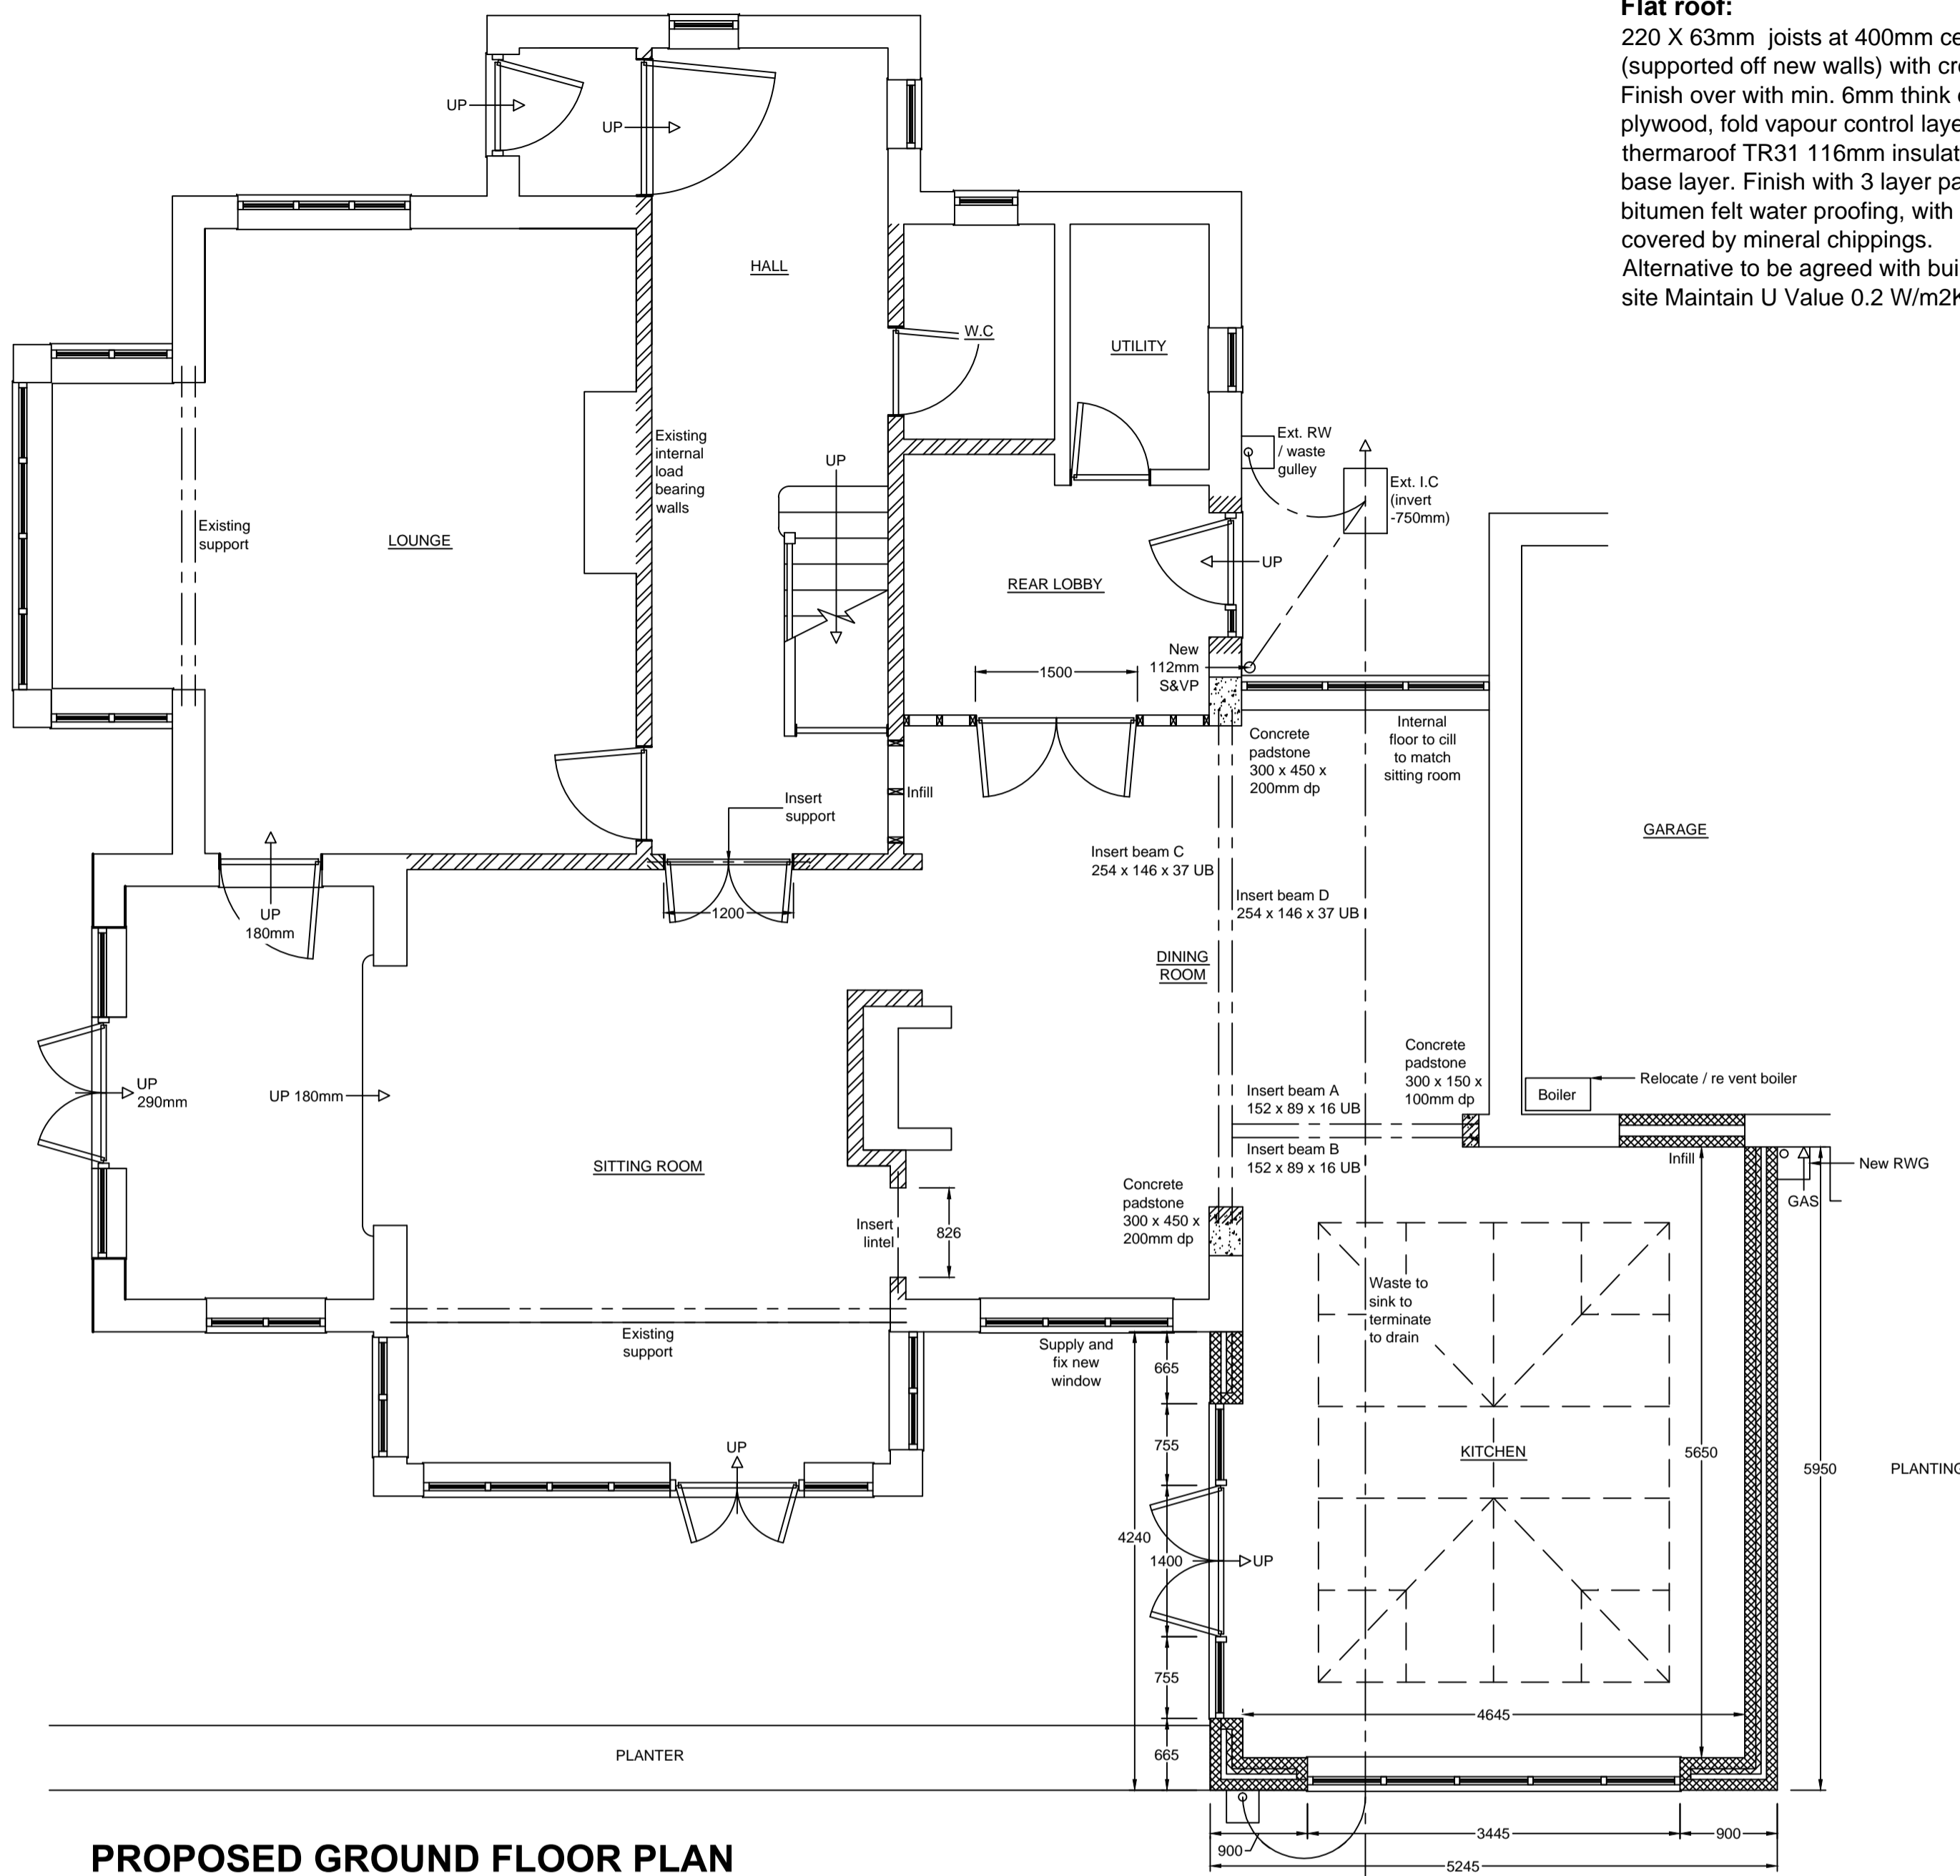 Flat roof:
220 X 63mm joists at 400mm
(supported off new walls) with
Finish over with min. 6mm think
plywood, fold vapour control
thermaroof TR31 116mm
base layer. Finish with 3 layer
bitumen felt water proofing, with
covered by mineral chippings.
Alternative to be agreed with
site Maintain U Value 0.2
UP
UP
HALL
W.C
UTILITY
Existing
internal
load
bearing
walls
UP
Ext. RW
/ waste
gulley
Ext. I.C
(invert
-750mm)
Existing
support
LOUNGE
REAR LOBBY
UP
New
112mm
S&VP
1500
Concrete
padstone
300 x 450 x
200mm dp
Internal
floor to cill
to match
sitting room
Insert
support
Infill
GARAGE
Insert beam C
254 x 146 x 37 UB
Insert beam D
254 x 146 x 37 UB
UP
180mm
1200
DINING
ROOM
UP
290mm
UP 180mm
Concrete
padstone
300 x 150 x
100mm dp
Boiler
Relocate / re vent boiler
Insert beam A
152 x 89 x 16 UB
Insert beam B
152 x 89 x 16 UB
SITTING ROOM
Infill
New RWG
GAS
Concrete
padstone
300 x 450 x
200mm dp
Insert
lintel
826
Waste to
sink to
terminate
to drain
Existing
support
Supply and
fix new
window
665
755
UP
KITCHEN
5650
5950
PLANTING
4240
1400
UP
755
4645
PLANTER
665
900
3445
900
5245
PROPOSED GROUND FLOOR PLAN